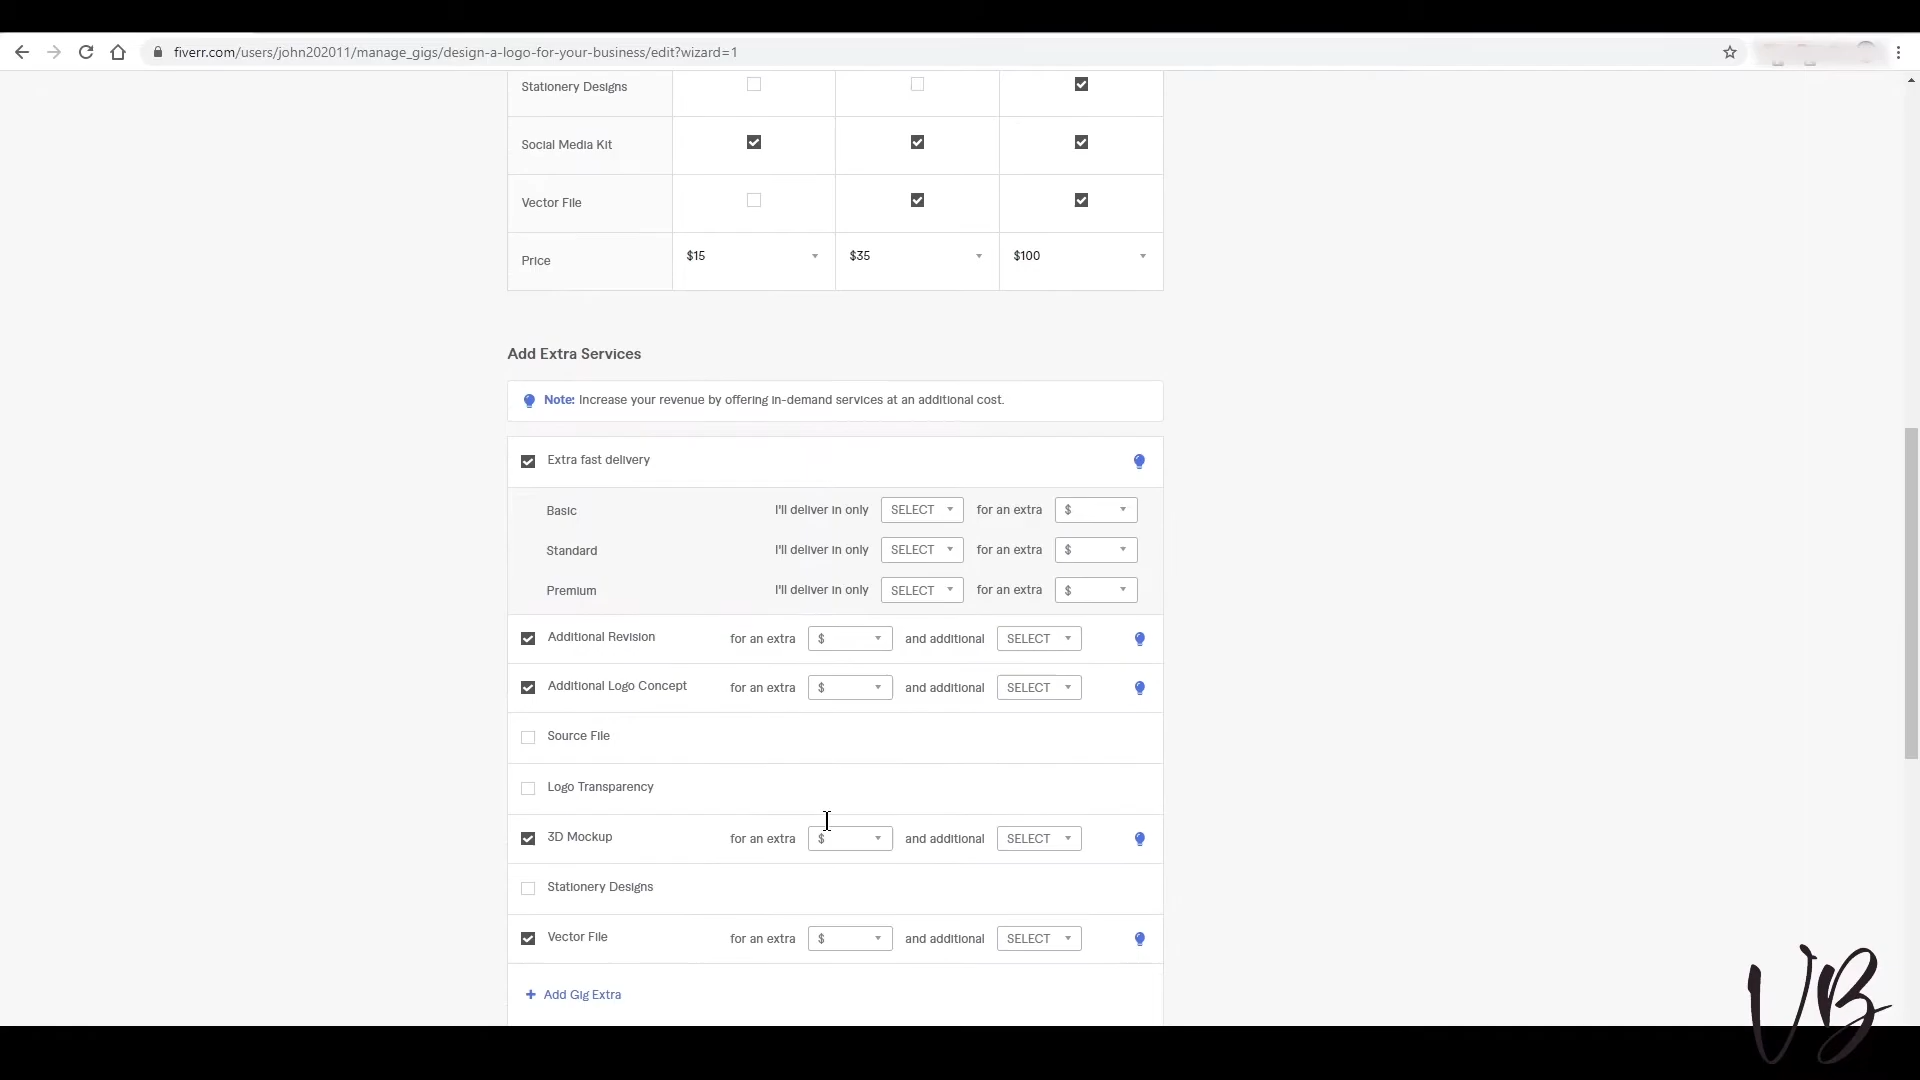 fiverr.com/users/john202011/manage_gigs/design-a-logo-for-your-business/edit?wizard=1
Stationery Designs
Social Media Kit
Vector File
Price $15 $35 $100
Add Extra Services
Note: Increase your revenue by offering in-demand services at an additional cost.
Extra fast delivery
Basic I'll deliver in only SELECT for an extra $
Standard I'll deliver in only SELECT for an extra $
Premium I'll deliver in only SELECT for an extra $
Additional Revision for an extra $ and additional SELECT
Additional Logo Concept for an extra $ and additional SELECT
Source File
Logo Transparency
3D Mockup for an extra $ and additional SELECT
Stationery Designs
Vector File for an extra $ and additional SELECT
+ Add Gig Extra
VB